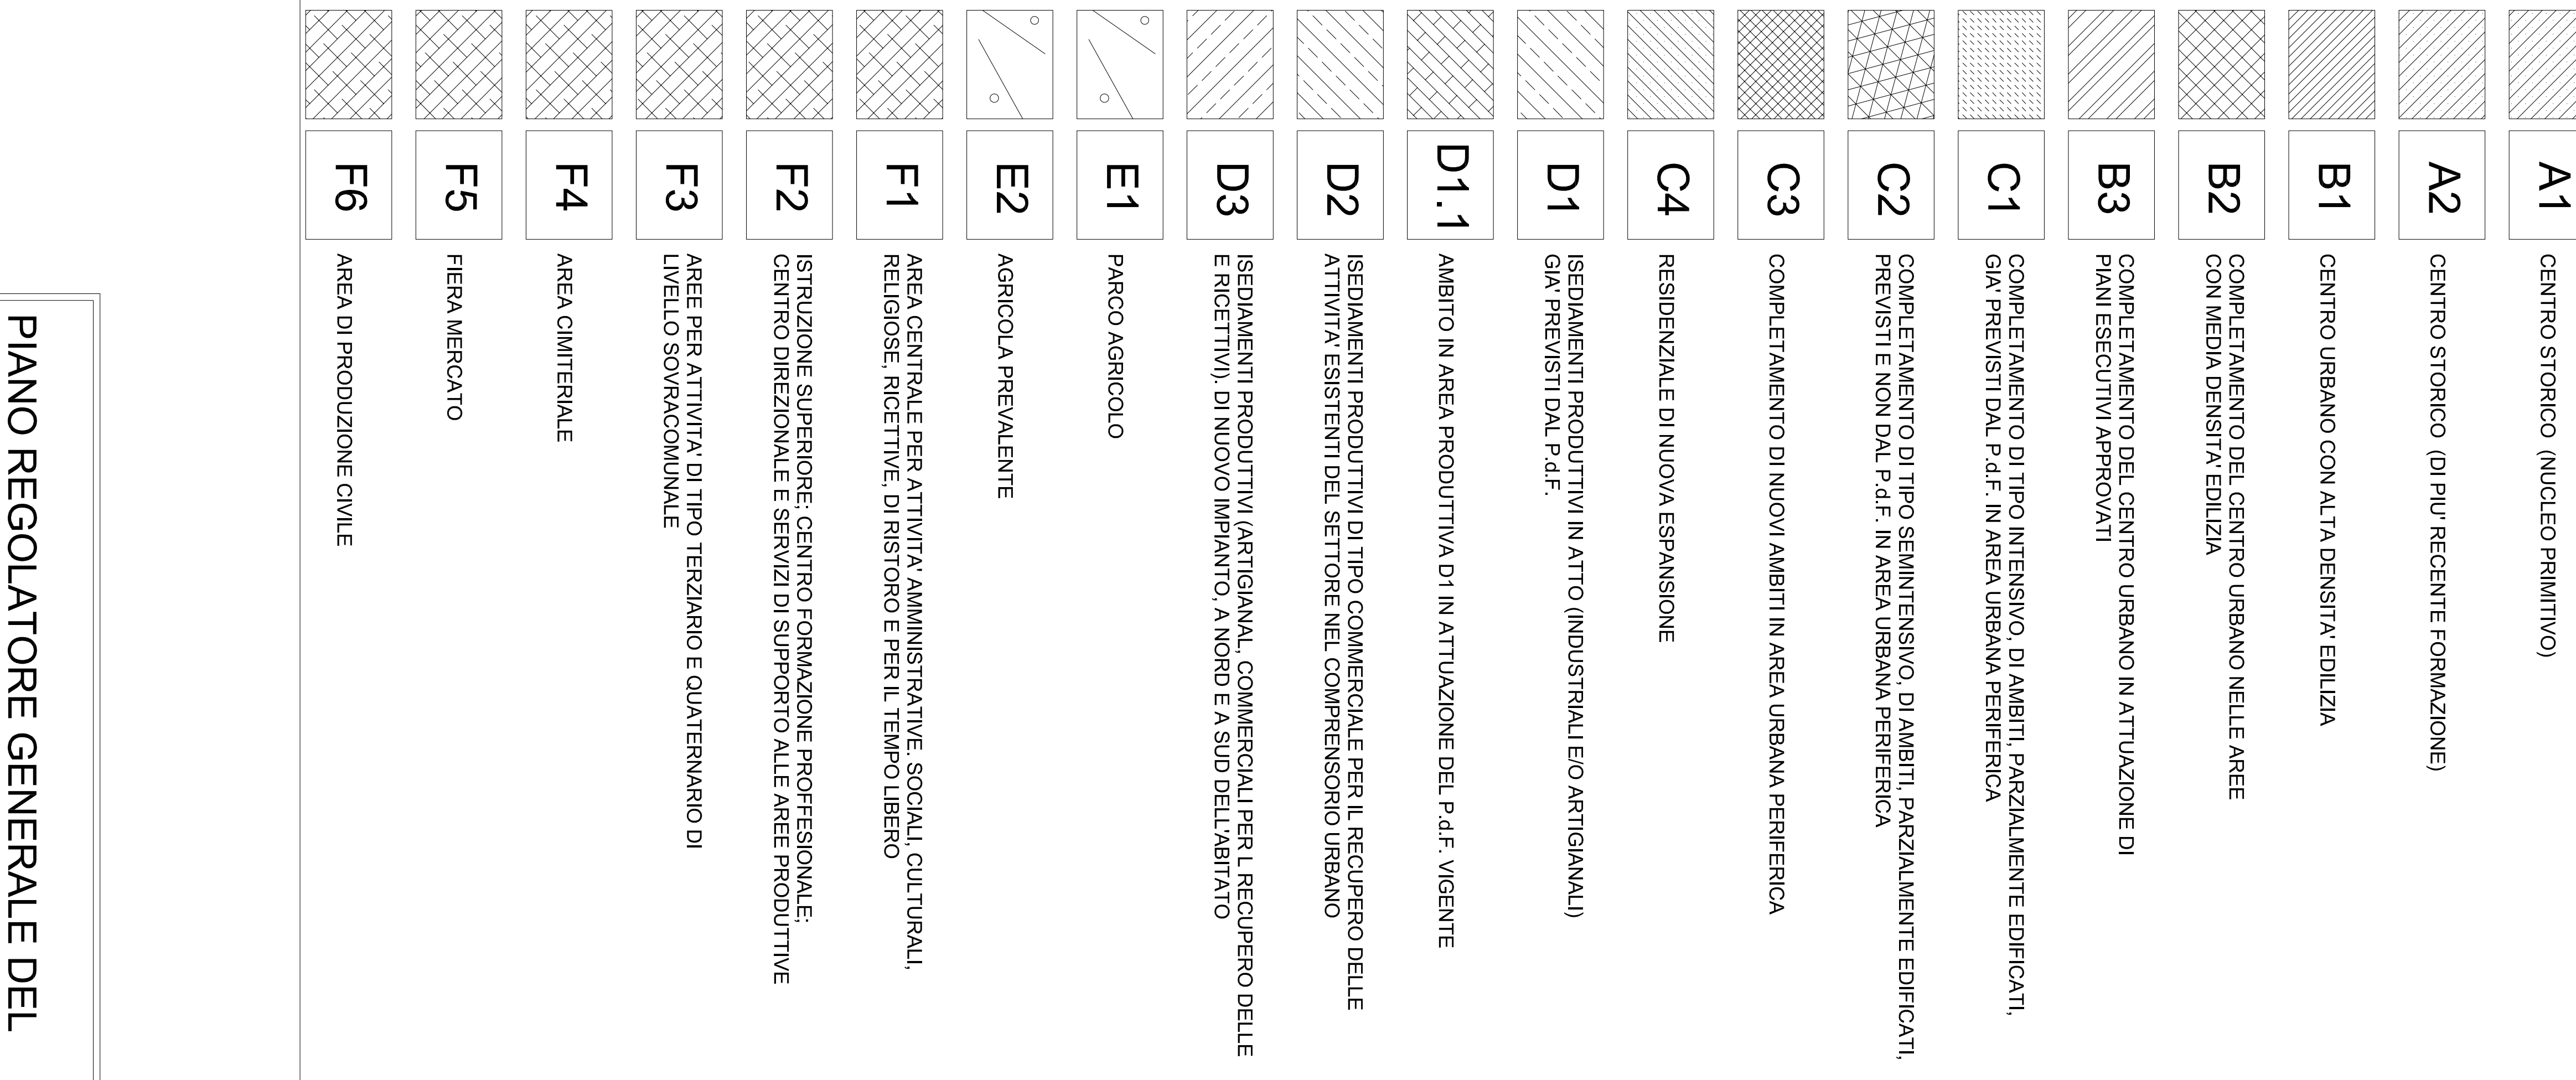 A1
CENTRO STORICO (NUCLEO PRIMITIVO)
A2
CENTRO STORICO (DI PIU' RECENTE FORMAZIONE)
B1
CENTRO URBANO CON ALTA DENSITA' EDILIZIA
B2
COMPLETAMENTO DEL CENTRO URBANO NELLE AREE
CON MEDIA DENSITA' EDILIZIA
B3
COMPLETAMENTO DEL CENTRO URBANO IN ATTUAZIONE DI
PIANI ESECUTIVI APPROVATI
C1
COMPLETAMENTO DI TIPO INTENSIVO, DI AMBITI, PARZIALMENTE EDIFICATI,
GIA' PREVISTI DAL P.d.F. IN AREA URBANA PERIFERICA
C2
COMPLETAMENTO DI TIPO SEMINTENSIVO, DI AMBITI, PARZIALMENTE EDIFICATI,
PREVISTI E NON DAL P.d.F. IN AREA URBANA PERIFERICA
C3
COMPLETAMENTO DI NUOVI AMBITI IN AREA URBANA PERIFERICA
C4
RESIDENZIALE DI NUOVA ESPANSIONE
D1
ISEDIAMENTI PRODUTTIVI IN ATTO (INDUSTRIALI E/O ARTIGIANALI)
GIA' PREVISTI DAL P.d.F.
D1.1
AMBITO IN AREA PRODUTTIVA D1 IN ATTUAZIONE DEL P.d.F. VIGENTE
D2
ISEDIAMENTI PRODUTTIVI DI TIPO COMMERCIALE PER IL RECUPERO DELLE
ATTIVITA' ESISTENTI DEL SETTORE NEL COMPRENSORIO URBANO
D3
ISEDIAMENTI PRODUTTIVI (ARTIGIANAL, COMMERCIALI PER L RECUPERO DELLE
E RICETTIVI). DI NUOVO IMPIANTO, A NORD E A SUD DELL'ABITATO
E1
PARCO AGRICOLO
E2
AGRICOLA PREVALENTE
F1
AREA CENTRALE PER ATTIVITA' AMMINISTRATIVE. SOCIALI, CULTURALI,
RELIGIOSE, RICETTIVE, DI RISTORO E PER IL TEMPO LIBERO
F2
ISTRUZIONE SUPERIORE; CENTRO FORMAZIONE PROFFESIONALE;
CENTRO DIREZIONALE E SERVIZI DI SUPPORTO ALLE AREE PRODUTTIVE
F3
AREE PER ATTIVITA' DI TIPO TERZIARIO E QUATERNARIO DI
LIVELLO SOVRACOMUNALE
F4
AREA CIMITERIALE
F5
FIERA MERCATO
F6
AREA DI PRODUZIONE CIVILE
PIANO REGOLATORE GENERALE DEL